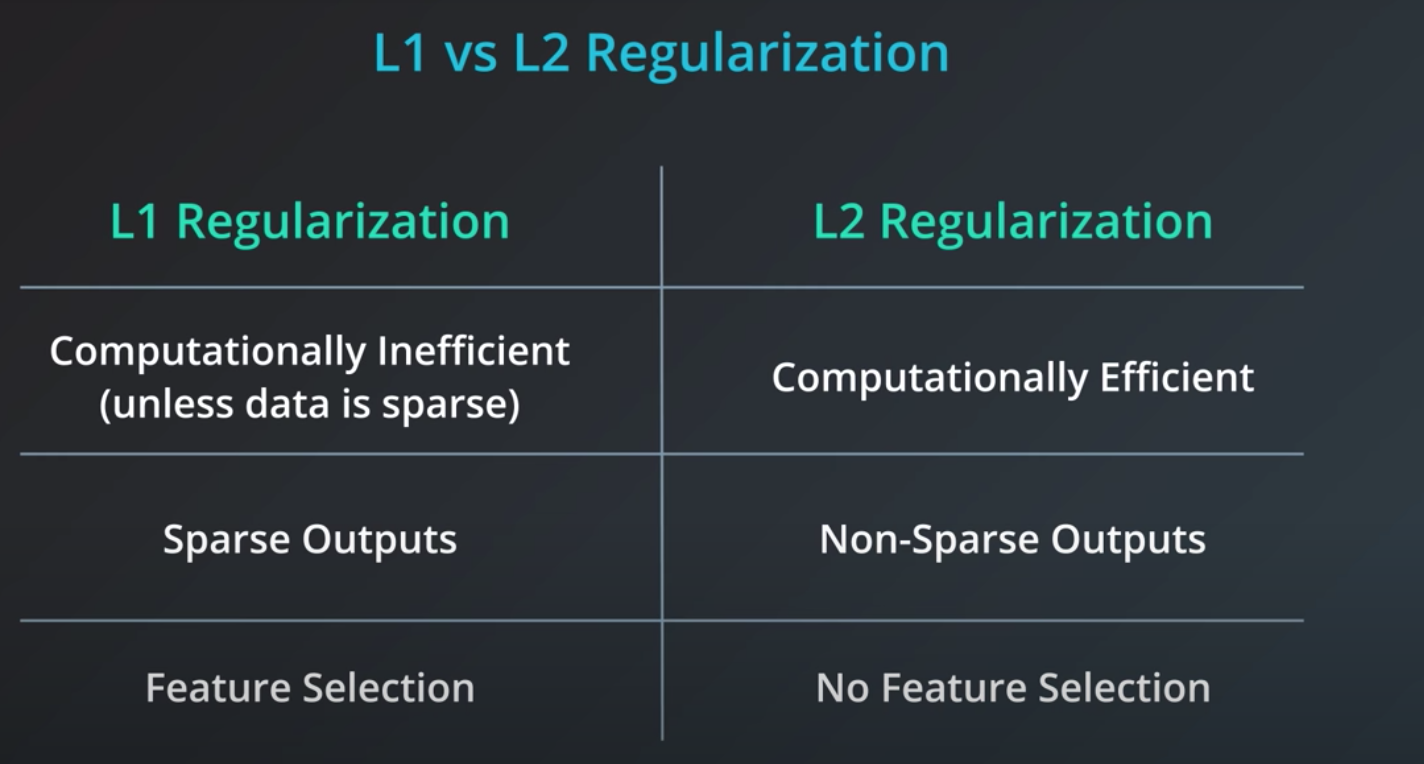 L1 vs L2 Regularization
L1 Regularization
L2 Regularization
Computationally Inefficient
(unless data is sparse)
Computationally Efficient
Sparse Outputs
Non-Sparse Outputs
Feature Selection
No Feature Selection